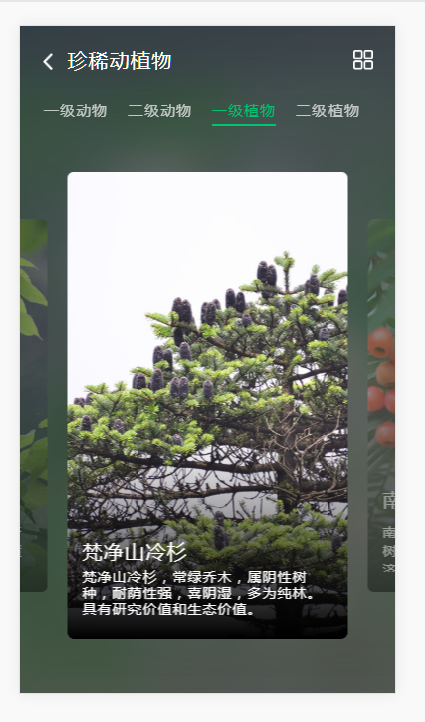 珍稀动植物
一级动物 二级动物 一级植物 二级植物
梵净山冷杉
梵净山冷杉，常绿乔木，属阴性树
种，耐荫性强，喜阴湿，多为纯林。
具有研究价值和生态价值。
南
南
树